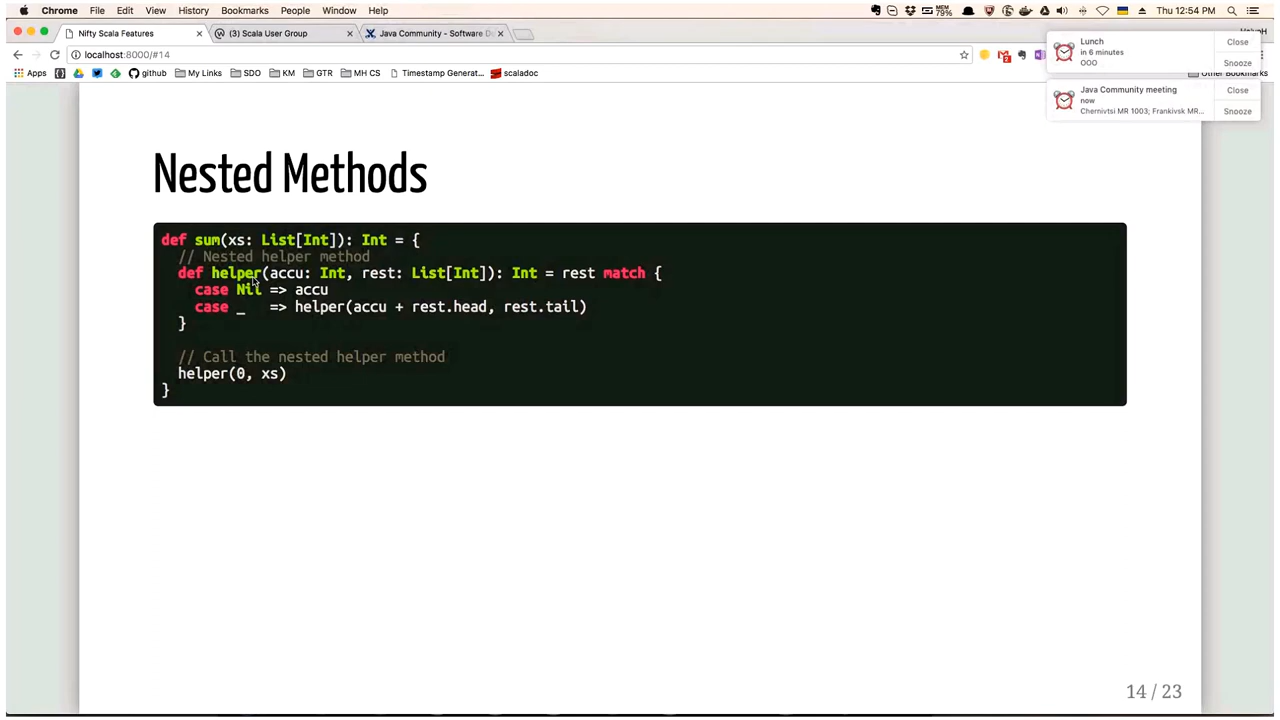 Chrome File Edit View History Bookmarks People Window Help
MEM 79% Thu 12:54 PM
Nifty Scala Features
(3) Scala User Group
Java Community - Software D
localhost:8000/#14
Apps github My Links SDO KM GTR MH CS Timestamp Generat... scaladoc Other Bookmarks
Lunch
in 6 minutes
OOO
Close
Snooze
Java Community meeting
now
Chernivtsi MR 1003; Frankivsk MR...
Close
Snooze
Nested Methods
def sum(xs: List[Int]): Int = {
// Nested helper method
def helper(accu: Int, rest: List[Int]): Int = rest match {
case Nil => accu
case _ => helper(accu + rest.head, rest.tail)
}
// Call the nested helper method
helper(0, xs)
}
14 / 23